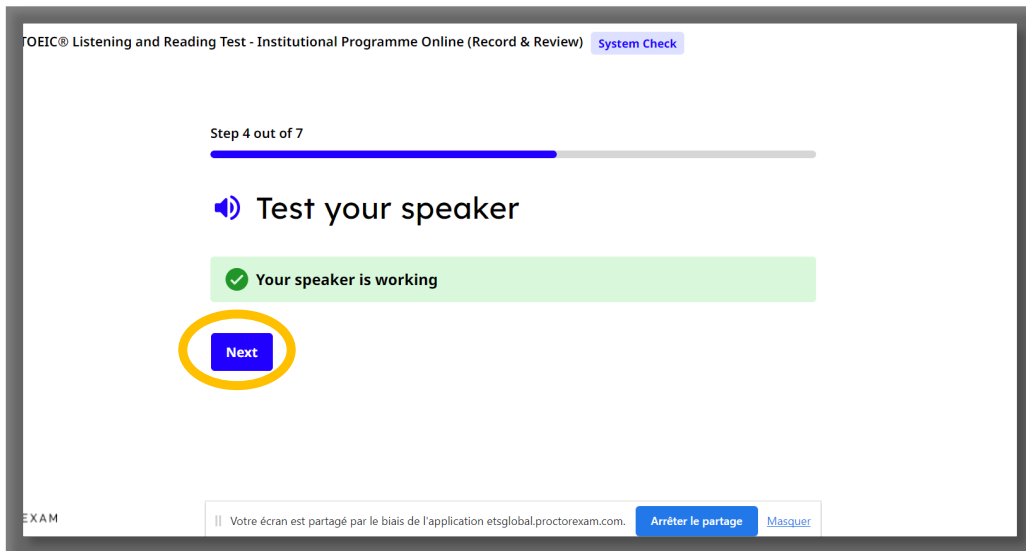 TOEIC® Listening and Reading Test - Institutional Programme Online (Record & Review) System Check
Step 4 out of 7
Test your speaker
Your speaker is working
Next
EXAM
Votre écran est partagé par le biais de l'application etsglobal.proctorexam.com. Arrêter le partage Masquer